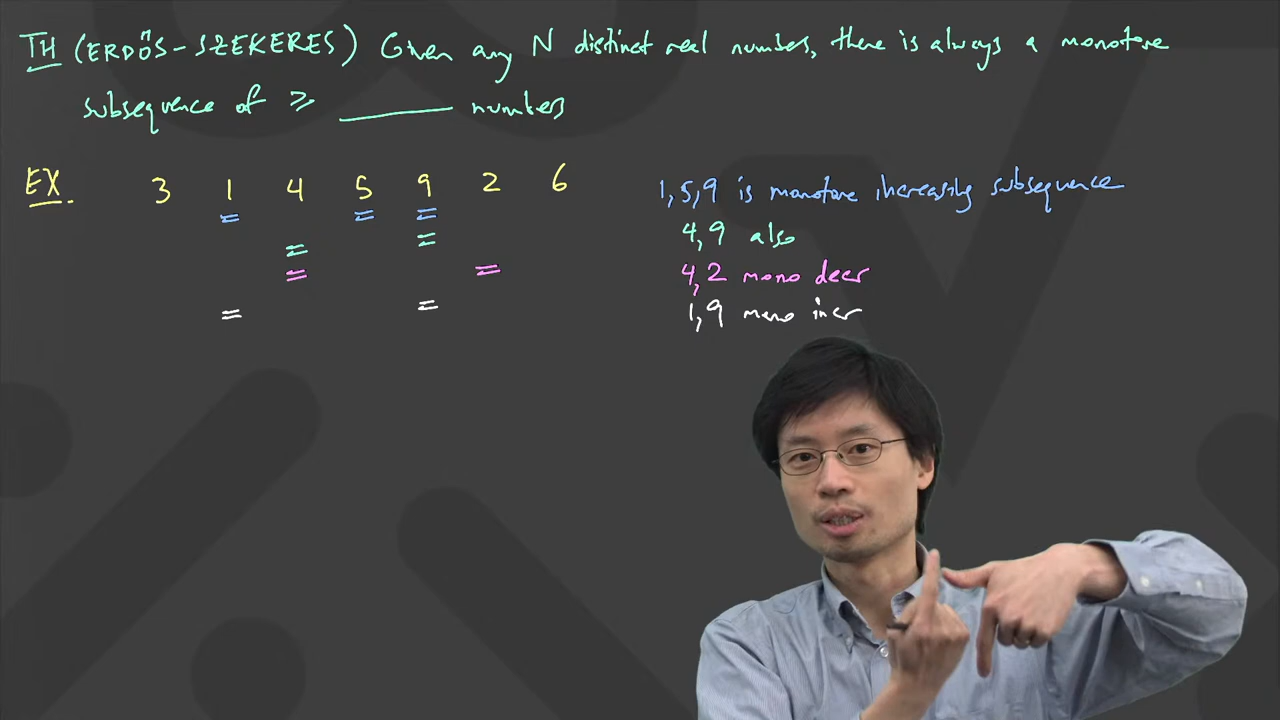 TH (ERDŐS-SZEKERES) Given any N distinct real numbers, there is always a monotone
subsequence of ≥ ______ numbers
EX. 3 1 4 5 9 2 6
1,5,9 is monotone increasing subsequence
4,9 also
4,2 mono decr
1,9 mono incr